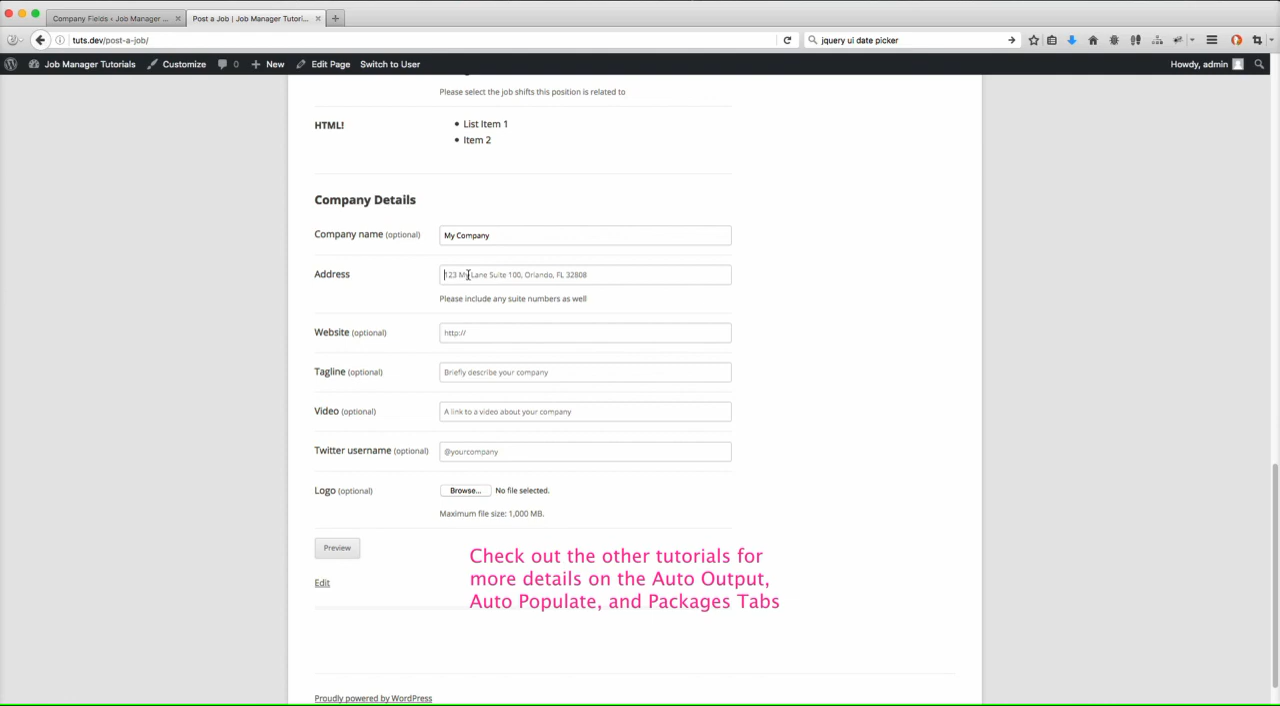 Company Fields ‹ Job Manager ...
Post a Job | Job Manager Tutori...
tuts.dev/post-a-job/
jquery ui date picker
Job Manager Tutorials
Customize
0
New
Edit Page
Switch to User
Howdy, admin
Please select the job shifts this position is related to
HTML!
• List Item 1
• Item 2
Company Details
Company name (optional)
My Company
Address
123 My Lane Suite 100, Orlando, FL 32808
Please include any suite numbers as well
Website (optional)
http://
Tagline (optional)
Briefly describe your company
Video (optional)
A link to a video about your company
Twitter username (optional)
@yourcompany
Logo (optional)
Browse... No file selected.
Maximum file size: 1,000 MB.
Preview
Check out the other tutorials for
more details on the Auto Output,
Auto Populate, and Packages Tabs
Edit
Proudly powered by WordPress